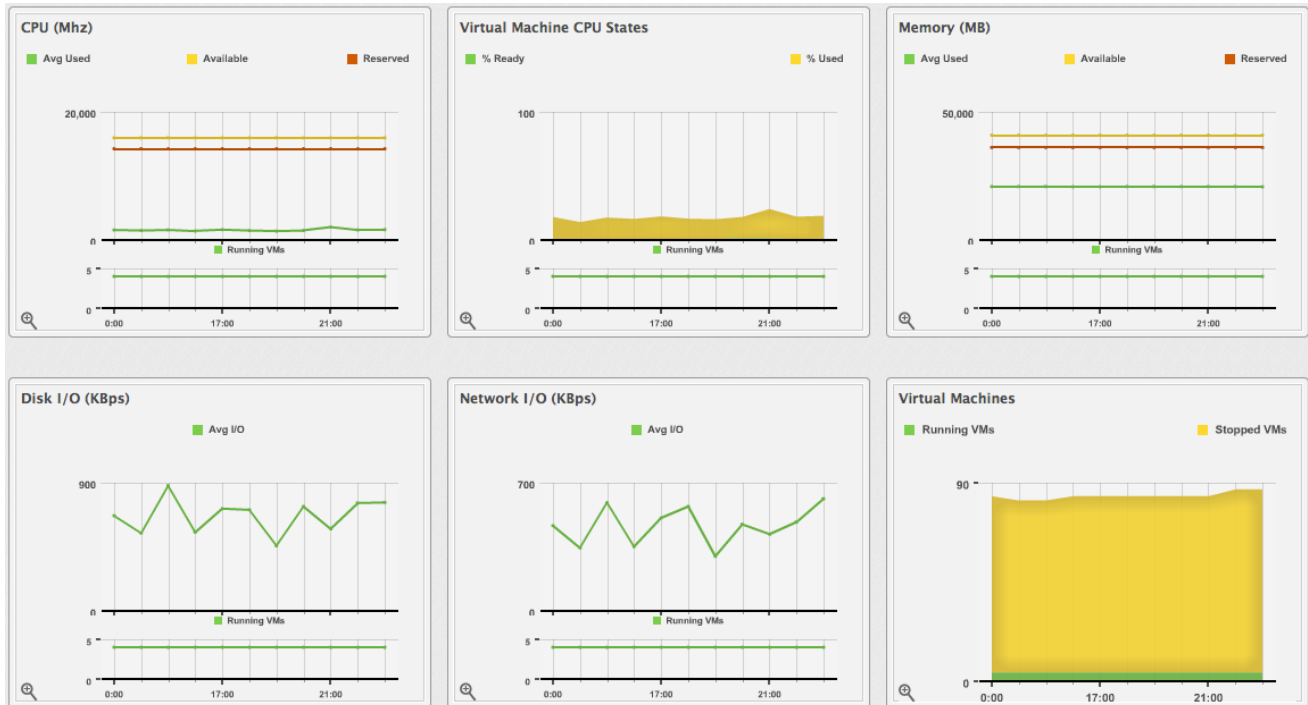 CPU (Mhz)
Avg Used Available Reserved
20,000
0
Running VMs
5
0
0:00 17:00 21:00
Virtual Machine CPU States
% Ready % Used
100
0
Running VMs
5
0
0:00 17:00 21:00
Memory (MB)
Avg Used Available Reserved
50,000
0
Running VMs
5
0
0:00 17:00 21:00
Disk I/O (KBps)
Avg I/O
900
0
Running VMs
5
0
0:00 17:00 21:00
Network I/O (KBps)
Avg I/O
700
0
Running VMs
5
0
0:00 17:00 21:00
Virtual Machines
Running VMs Stopped VMs
90
0
0:00 17:00 21:00